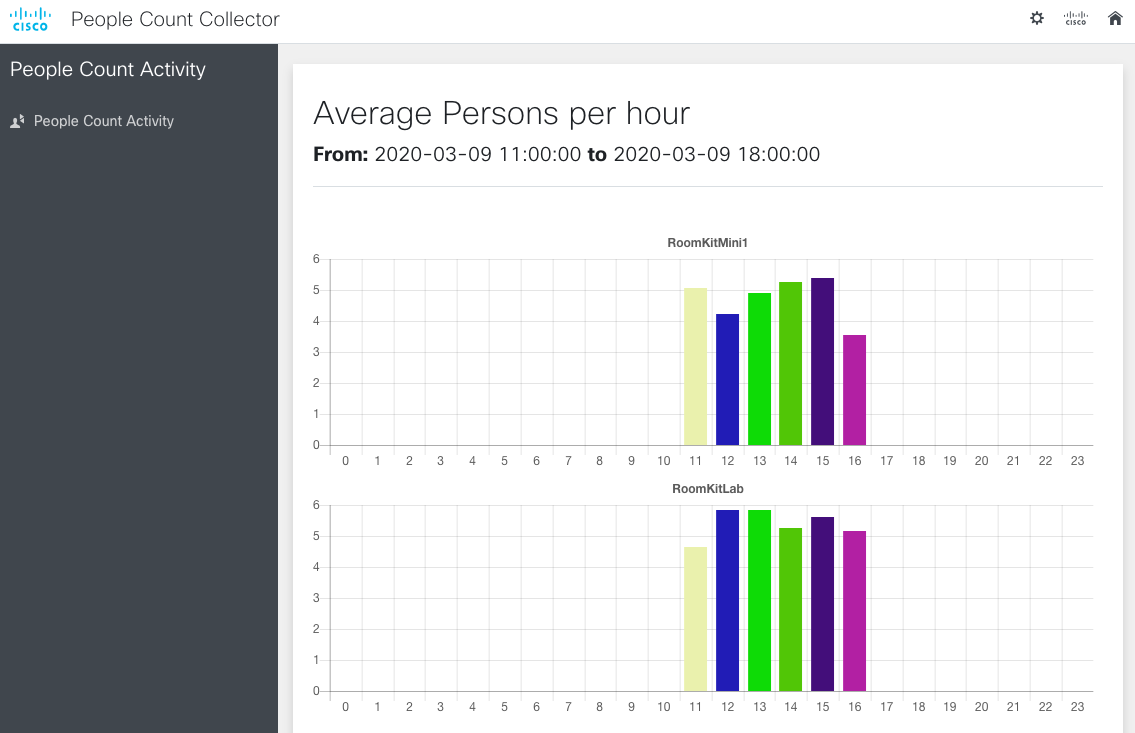 CISCO People Count Collector CISCO
People Count Activity
People Count Activity
Average Persons per hour
From: 2020-03-09 11:00:00 to 2020-03-09 18:00:00
RoomKitMini1
6
5
4
3
2
1
0
0 1 2 3 4 5 6 7 8 9 10 11 12 13 14 15 16 17 18 19 20 21 22 23
RoomKitLab
6
5
4
3
2
1
0
0 1 2 3 4 5 6 7 8 9 10 11 12 13 14 15 16 17 18 19 20 21 22 23